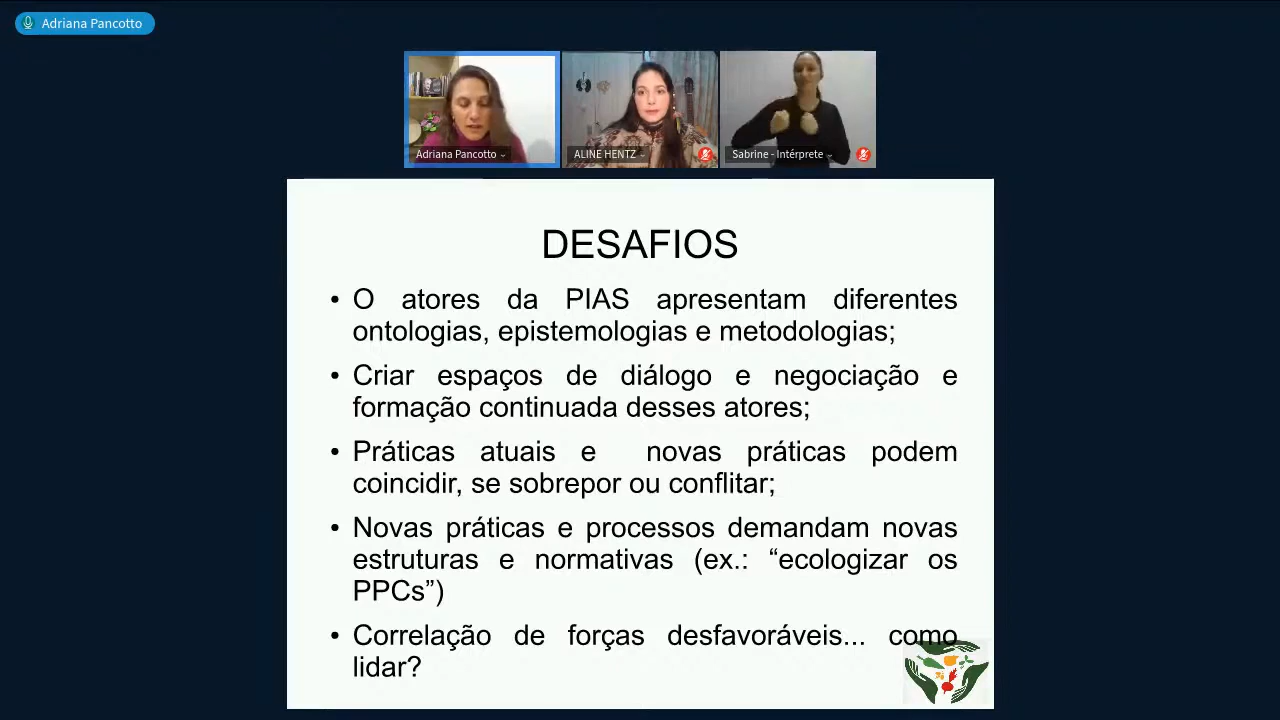 Adriana Pancotto
Adriana Pancotto
ALINE HENTZ
Sabrine - Intérprete
DESAFIOS
• O atores da PIAS apresentam diferentes
ontologias, epistemologias e metodologias;
• Criar espaços de diálogo e negociação e
formação continuada desses atores;
• Práticas atuais e novas práticas podem
coincidir, se sobrepor ou conflitar;
• Novas práticas e processos demandam novas
estruturas e normativas (ex.: “ecologizar os
PPCs”)
• Correlação de forças desfavoráveis... como
lidar?